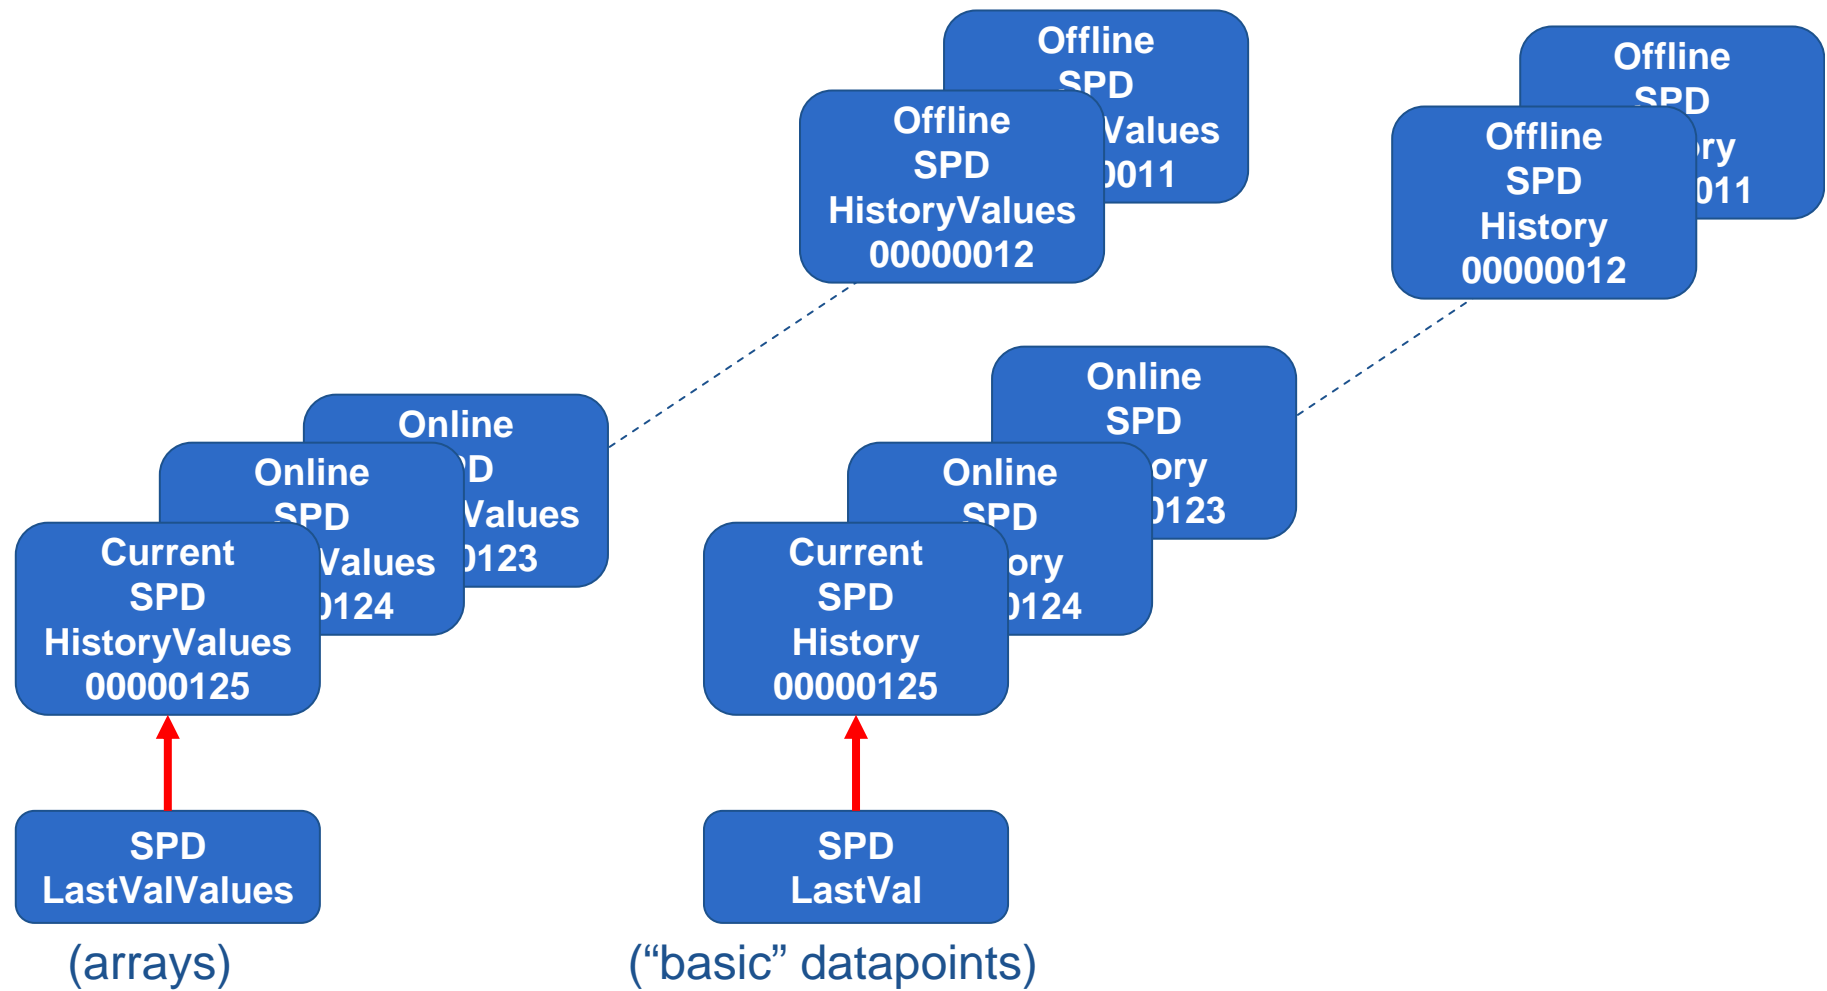 Offline
SPD
Values
0011
Offline
SPD
HistoryValues
00000012
Offline
SPD
ry
011
Offline
SPD
History
00000012
Online
D
Values
0123
Online
SPD
Values
0124
Current
SPD
HistoryValues
00000125
Online
SPD
ory
0123
Online
SPD
ory
0124
Current
SPD
History
00000125
SPD
LastValValues
(arrays)
SPD
LastVal
(“basic” datapoints)